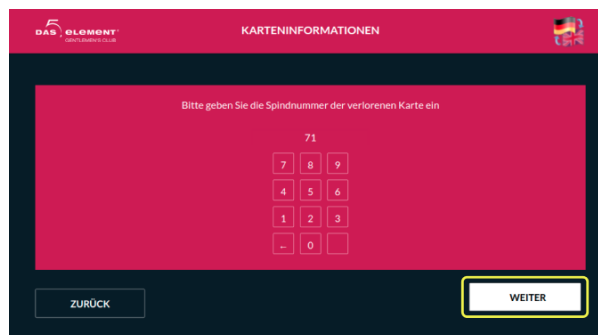 DAS 5. ELEMENT
GENTLEMEN'S CLUB
KARTENINFORMATIONEN
Bitte geben Sie die Spindnummer der verlorenen Karte ein
71
7 8 9
4 5 6
1 2 3
← 0
ZURÜCK
WEITER